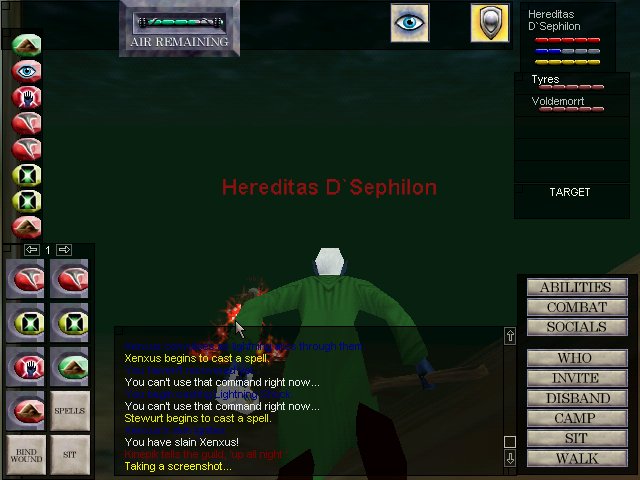 AIR REMAINING
Hereditas
D`Sephilon
Tyres
Voldemorrt
TARGET
Hereditas D`Sephilon
1
through them
Xenxus begins to cast a spell.
You can't use that command right now...
You can't use that command right now...
Stewurt begins to cast a spell.
You have slain Xenxus!
Kinepik tells the guild, 'up all night
Taking a screenshot...
SPELLS
BIND
WOUND
SIT
ABILITIES
COMBAT
SOCIALS
WHO
INVITE
DISBAND
CAMP
SIT
WALK